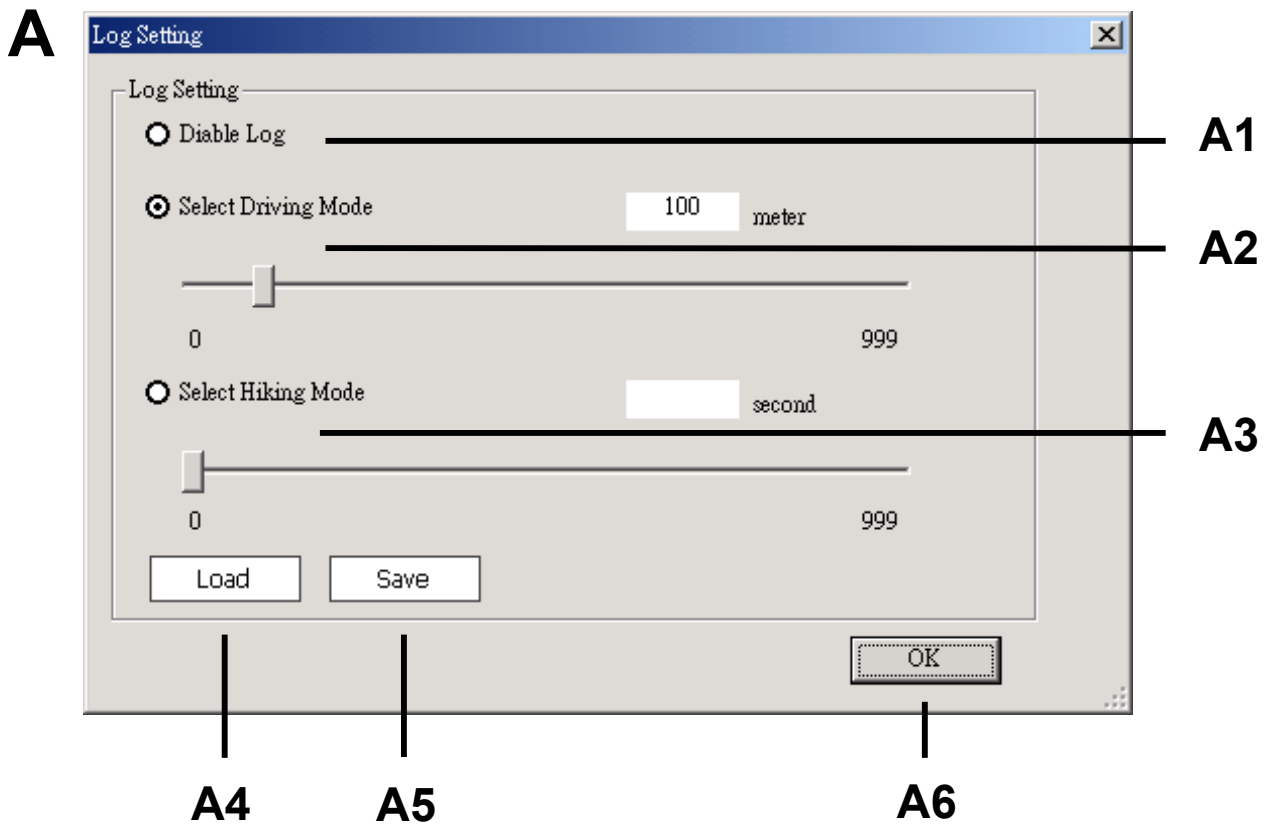 A
Log Setting
Log Setting
Diable Log
A1
Select Driving Mode 100 meter
A2
0 999
Select Hiking Mode second
A3
0 999
Load Save
OK
A4 A5 A6